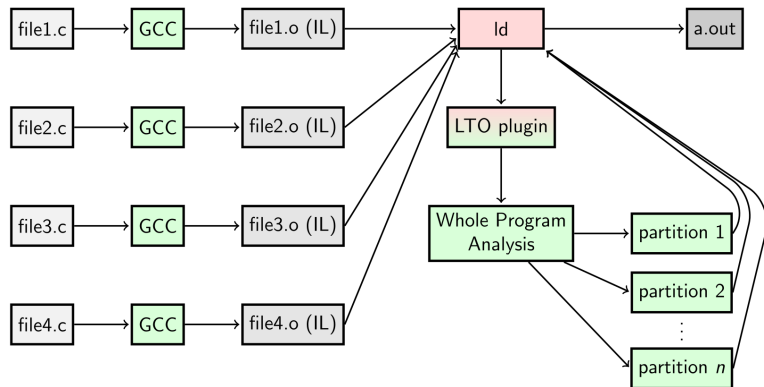 file1.c GCC file1.o (IL) ld a.out
file2.c GCC file2.o (IL) LTO plugin
file3.c GCC file3.o (IL) Whole Program
Analysis
partition 1
partition 2
⋮
file4.c GCC file4.o (IL)
partition n